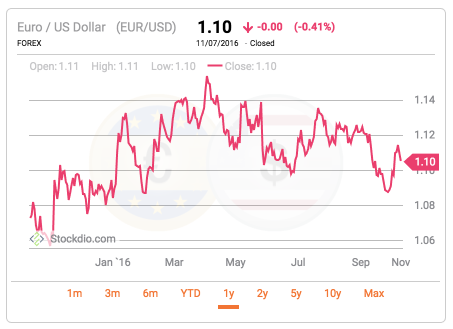 Euro / US Dollar (EUR/USD) 1.10 -0.00 (-0.41%)
FOREX 11/07/2016 - Closed
Open: 1.11 High: 1.11 Low: 1.10 Close: 1.10
1.14
1.12
1.10
1.10
1.08
1.06
Stockdio.com
Jan `16 Mar May Jul Sep Nov
1m 3m 6m YTD 1y 2y 5y 10y Max